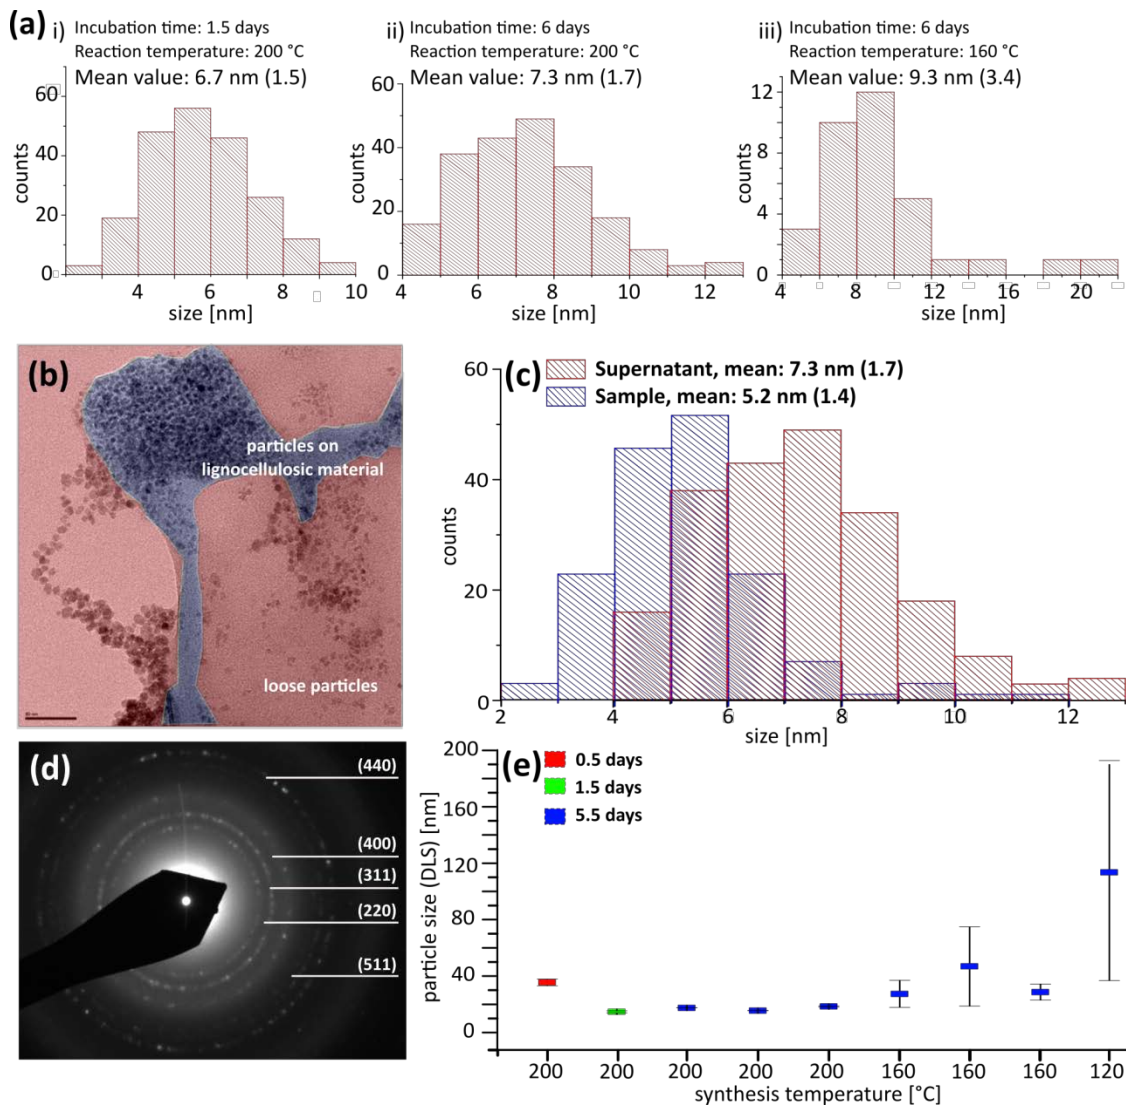 (a)
i) Incubation time: 1.5 days
Reaction temperature: 200 °C
Mean value: 6.7 nm (1.5)
60
40
20
0
counts
4 6 8 10
size [nm]
ii) Incubation time: 6 days
Reaction temperature: 200 °C
Mean value: 7.3 nm (1.7)
60
40
20
0
counts
4 6 8 10 12
size [nm]
iii) Incubation time: 6 days
Reaction temperature: 160 °C
Mean value: 9.3 nm (3.4)
12
8
4
0
counts
4 8 12 16 20
size [nm]
(b)
particles on
lignocellulosic material
loose particles
(c)
Supernatant, mean: 7.3 nm (1.7)
Sample, mean: 5.2 nm (1.4)
60
40
20
0
counts
2 4 6 8 10 12
size [nm]
(d)
(440)
(400)
(311)
(220)
(511)
(e)
0.5 days
1.5 days
5.5 days
200
160
120
80
40
0
particle size (DLS) [nm]
200 200 200 200 200 160 160 160 120
synthesis temperature [°C]